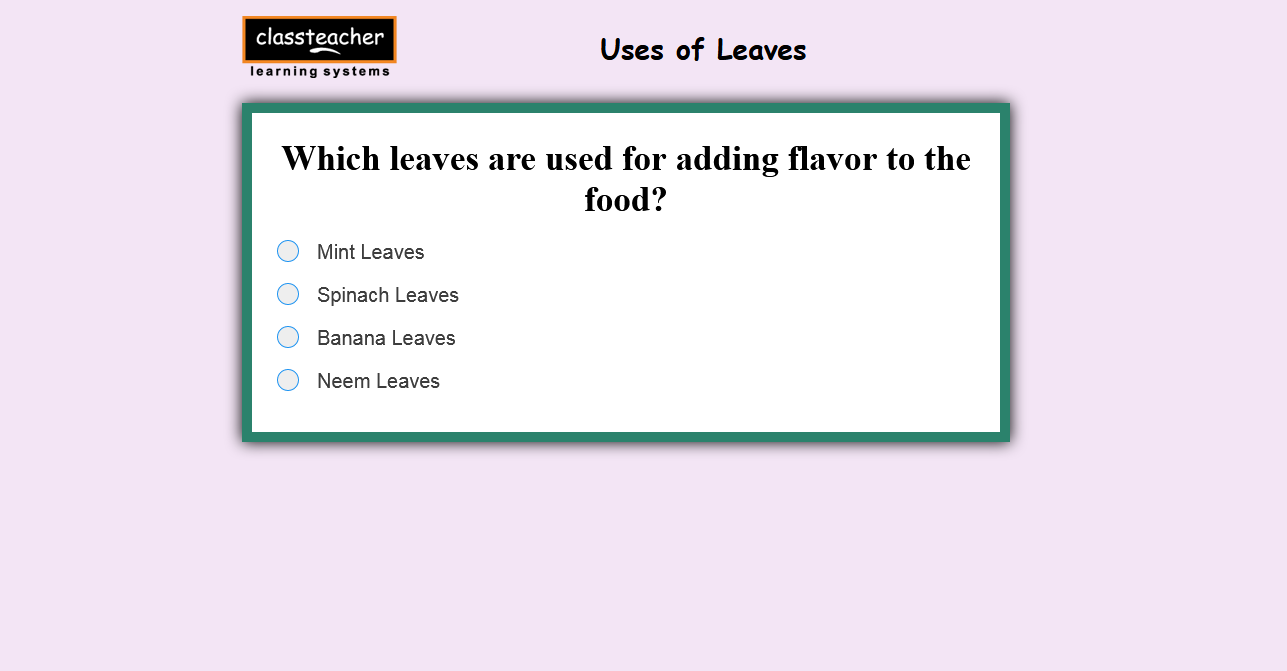 classteacher
learning systems
Uses of Leaves
Which leaves are used for adding flavor to the
food?
Mint Leaves
Spinach Leaves
Banana Leaves
Neem Leaves